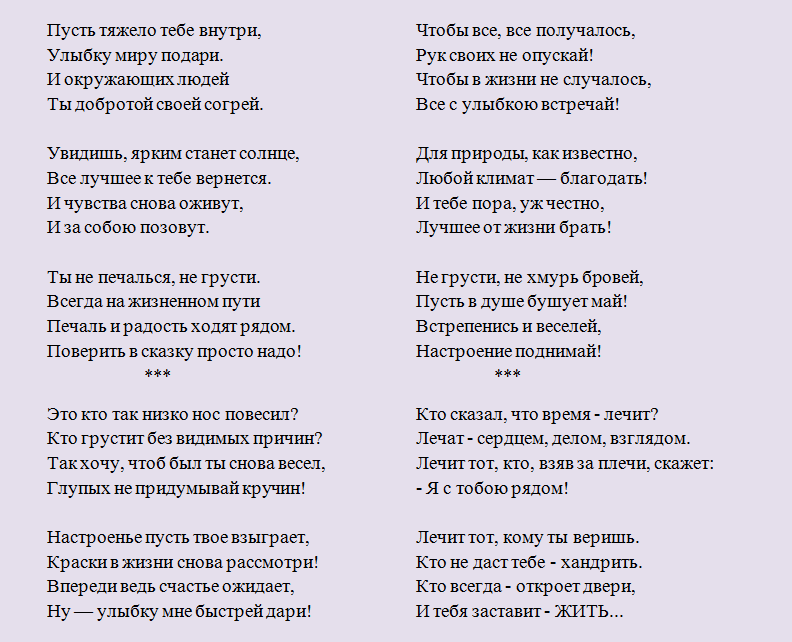 Пусть тяжело тебе внутри,
Улыбку миру подари.
И окружающих людей
Ты добротой своей согрей.

Увидишь, ярким станет солнце,
Все лучшее к тебе вернется.
И чувства снова оживут,
И за собою позовут.

Ты не печалься, не грусти.
Всегда на жизненном пути
Печаль и радость ходят рядом.
Поверить в сказку просто надо!
***
Это кто так низко нос повесил?
Кто грустит без видимых причин?
Так хочу, чтоб был ты снова весел,
Глупых не придумывай кручин!

Настроенье пусть твое взыграет,
Краски в жизни снова рассмотри!
Впереди ведь счастье ожидает,
Ну — улыбку мне быстрей дари!

Чтобы все, все получалось,
Рук своих не опускай!
Чтобы в жизни не случалось,
Все с улыбкою встречай!

Для природы, как известно,
Любой климат — благодать!
И тебе пора, уж честно,
Лучшее от жизни брать!

Не грусти, не хмурь бровей,
Пусть в душе бушует май!
Встрепенись и веселей,
Настроение поднимай!
***
Кто сказал, что время - лечит?
Лечат - сердцем, делом, взглядом.
Лечит тот, кто, взяв за плечи, скажет:
- Я с тобою рядом!

Лечит тот, кому ты веришь.
Кто не даст тебе - хандрить.
Кто всегда - откроет двери,
И тебя заставит - ЖИТЬ...